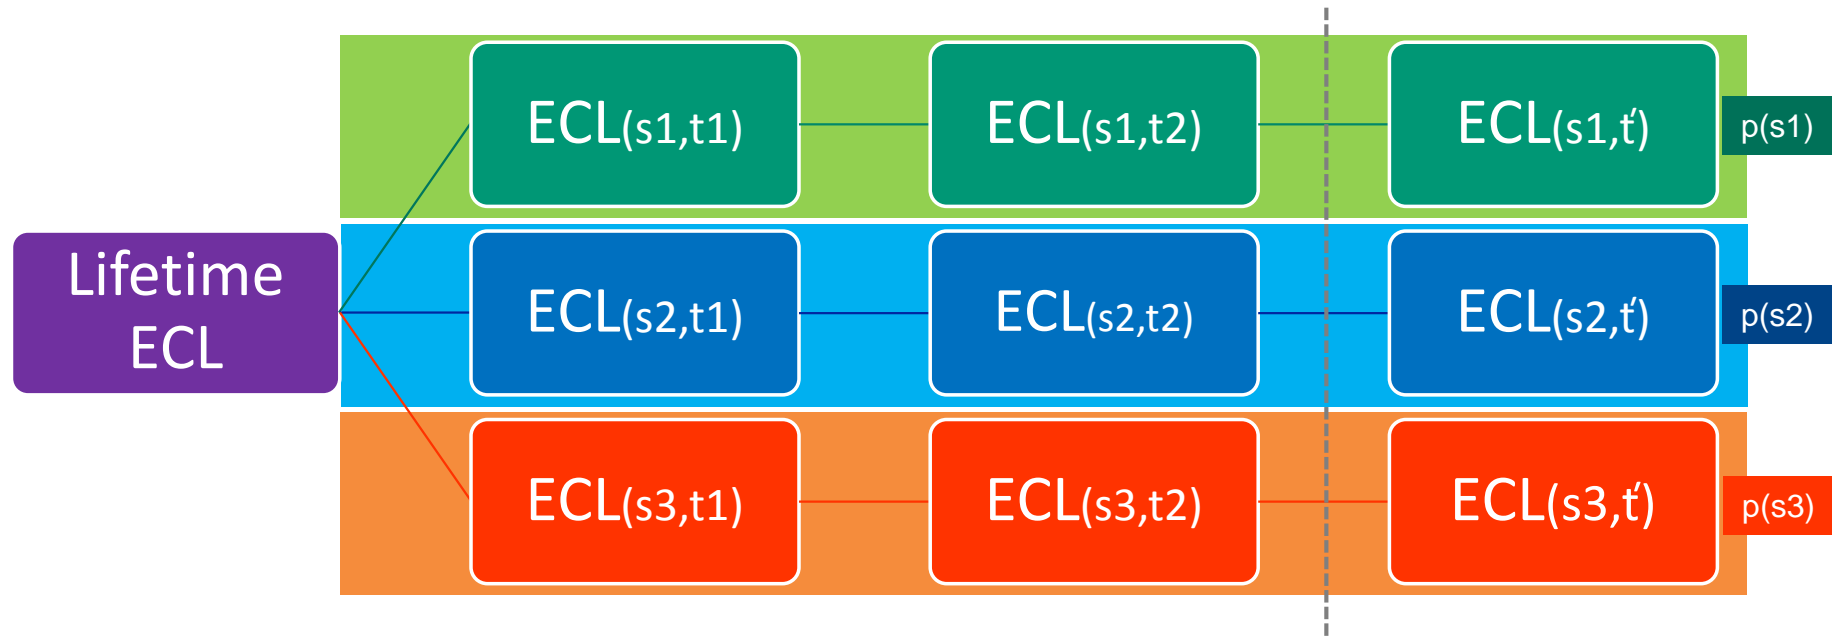 ECL(s1,t1) ECL(s1,t2) ECL(s1,t') p(s1)
Lifetime
ECL
ECL(s2,t1) ECL(s2,t2) ECL(s2,t') p(s2)
ECL(s3,t1) ECL(s3,t2) ECL(s3,t') p(s3)